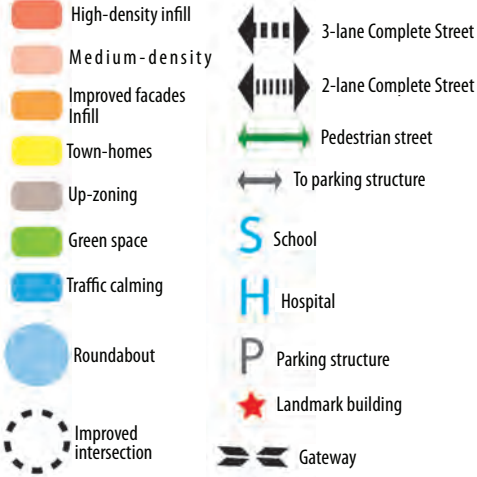 High-density infill
Medium-density
Improved facades
Infill
Town-homes
Up-zoning
Green space
Traffic calming
Roundabout
Improved
intersection
3-lane Complete Street
2-lane Complete Street
Pedestrian street
To parking structure
S School
H Hospital
P Parking structure
Landmark building
Gateway